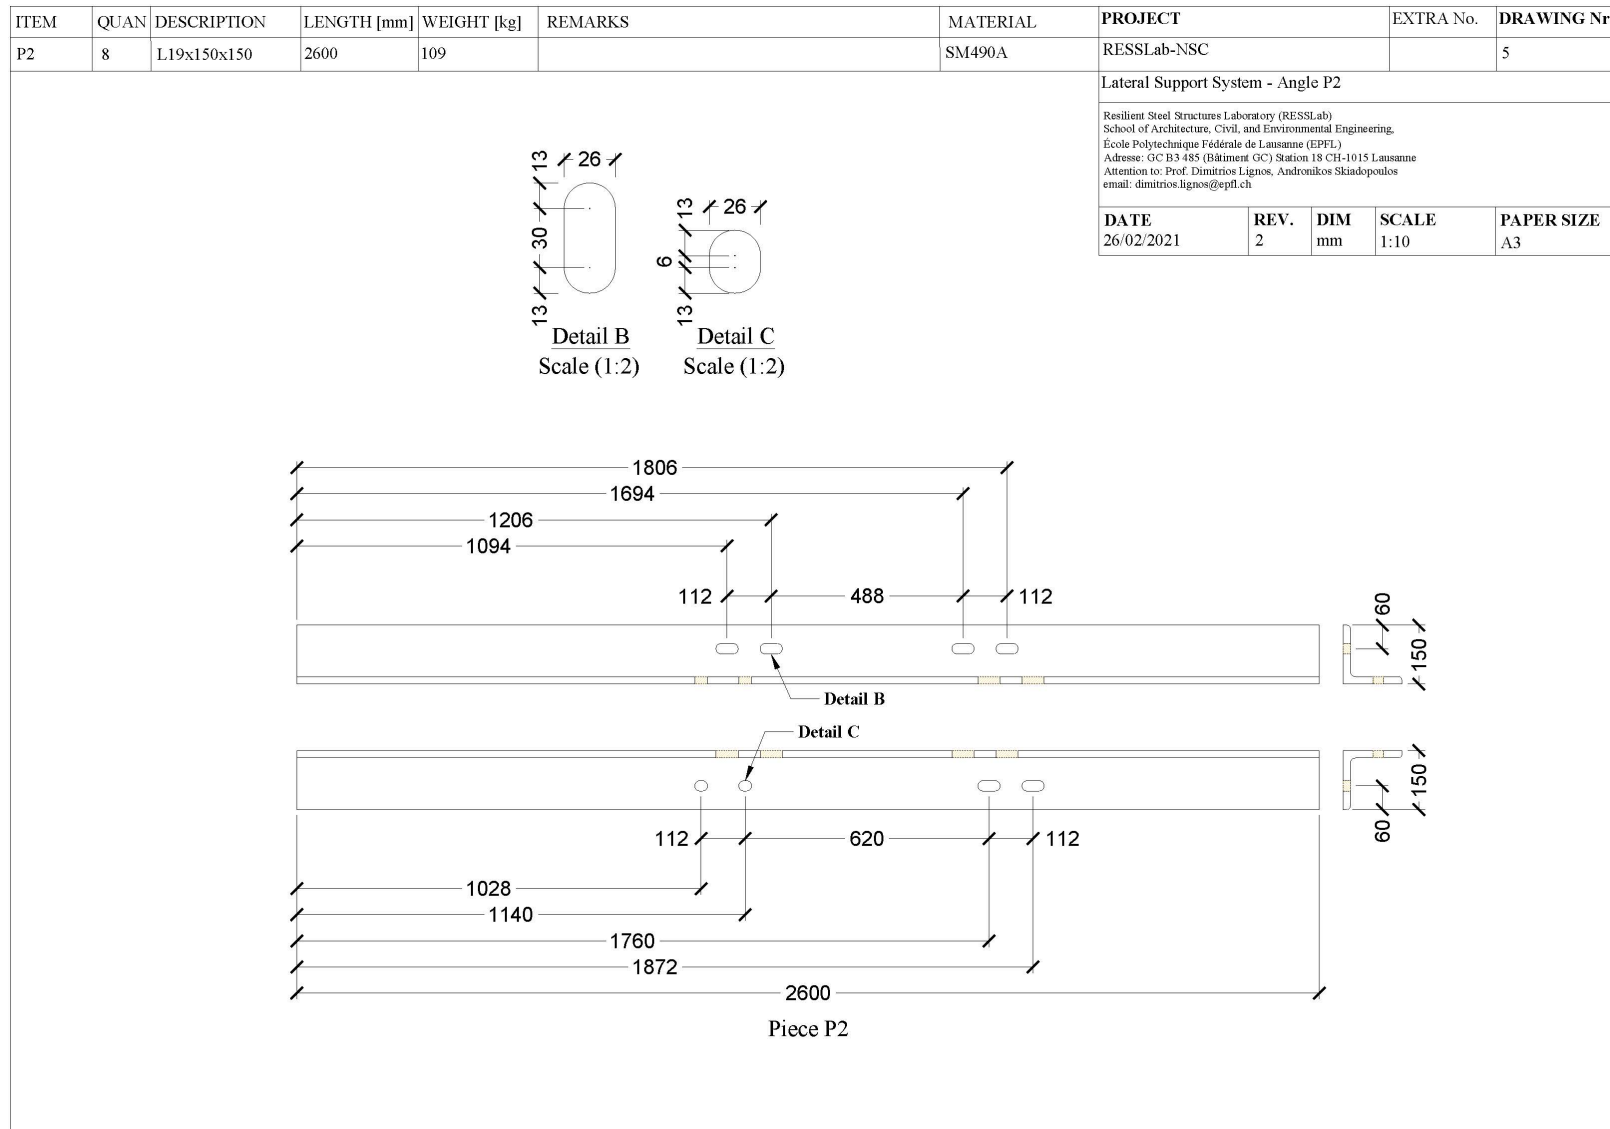 ITEM QUAN DESCRIPTION LENGTH [mm] WEIGHT [kg] REMARKS MATERIAL PROJECT EXTRA No. DRAWING Nr
P2 8 L19x150x150 2600 109 SM490A RESSLab-NSC 5
Lateral Support System - Angle P2
Resilient Steel Structures Laboratory (RESSLab)
School of Architecture, Civil, and Environmental Engineering,
École Polytechnique Fédérale de Lausanne (EPFL)
Adresse: GC B3 485 (Bâtiment GC) Station 18 CH-1015 Lausanne
Attention to: Prof. Dimitrios Lignos, Andronikos Skiadopoulos
email: dimitrios.lignos@epfl.ch
DATE REV. DIM SCALE PAPER SIZE
26/02/2021 2 mm 1:10 A3
13 26
30
13
Detail B
Scale (1:2)
13 26
6
13
Detail C
Scale (1:2)
1806
1694
1206
1094
112 488 112
60
150
Detail B
Detail C
150
60
112 620 112
1028
1140
1760
1872
2600
Piece P2